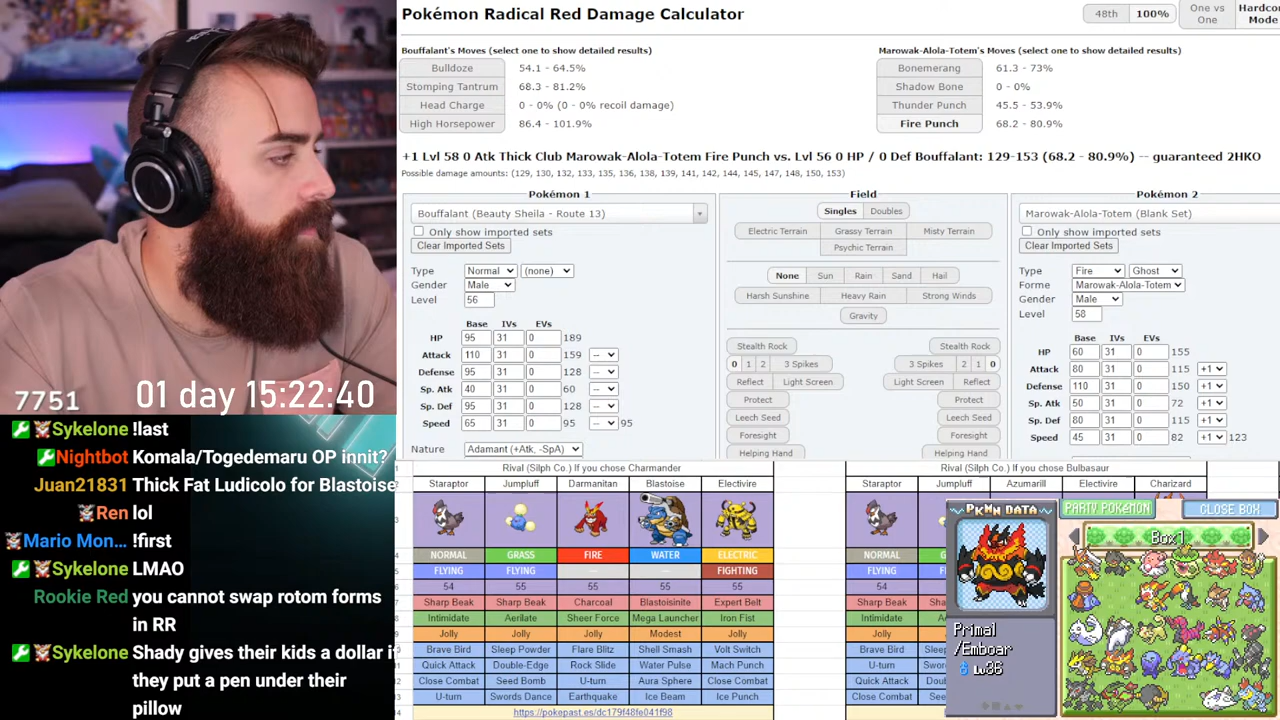 Pokémon Radical Red Damage Calculator
48th 100%
One vs One
Hardcore Mode
Bouffalant's Moves (select one to show detailed results)
Bulldoze 54.1 - 64.5%
Stomping Tantrum 68.3 - 81.2%
Head Charge 0 - 0% (0 - 0% recoil damage)
High Horsepower 86.4 - 101.9%
Marowak-Alola-Totem's Moves (select one to show detailed results)
Bonemerang 61.3 - 73%
Shadow Bone 0 - 0%
Thunder Punch 45.5 - 53.9%
Fire Punch 68.2 - 80.9%
+1 Lvl 58 0 Atk Thick Club Marowak-Alola-Totem Fire Punch vs. Lvl 56 0 HP / 0 Def Bouffalant: 129-153 (68.2 - 80.9%) -- guaranteed 2HKO
Possible damage amounts: (129, 130, 132, 133, 135, 136, 138, 139, 141, 142, 144, 145, 147, 148, 150, 153)
Pokémon 1
Bouffalant (Beauty Sheila - Route 13)
Only show imported sets
Clear Imported Sets
Type Normal (none)
Gender Male
Level 56
Base IVs EVs
HP 95 31 0 189
Attack 110 31 0 159 --
Defense 95 31 0 128 --
Sp. Atk 40 31 0 60 --
Sp. Def 95 31 0 128 --
Speed 65 31 0 95 -- 95
Nature Adamant (+Atk, -SpA)
Field
Singles Doubles
Electric Terrain Grassy Terrain Misty Terrain
Psychic Terrain
None Sun Rain Sand Hail
Harsh Sunshine Heavy Rain Strong Winds
Gravity
Stealth Rock Stealth Rock
0 1 2 3 Spikes 3 Spikes 2 1 0
Reflect Light Screen Light Screen Reflect
Protect Protect
Leech Seed Leech Seed
Foresight Foresight
Helping Hand Helping Hand
Pokémon 2
Marowak-Alola-Totem (Blank Set)
Only show imported sets
Clear Imported Sets
Type Fire Ghost
Forme Marowak-Alola-Totem
Gender Male
Level 58
Base IVs EVs
HP 60 31 0 155
Attack 80 31 0 115 +1
Defense 110 31 0 150 +1
Sp. Atk 50 31 0 72 +1
Sp. Def 80 31 0 115 +1
Speed 45 31 0 82 +1 123
7751 01 day 15:22:40
Sykelone !last
Nightbot Komala/Togedemaru OP innit?
Juan21831 Thick Fat Ludicolo for Blastoise
Ren lol
Mario Mon... !first
Sykelone LMAO
Rookie Red you cannot swap rotom forms
in RR
Sykelone Shady gives their kids a dollar
they put a pen under their
pillow
Rival (Silph Co.) If you chose Charmander
Staraptor Jumpluff Darmanitan Blastoise Electivire
NORMAL GRASS FIRE WATER ELECTRIC
FLYING FLYING --- --- FIGHTING
54 55 55 55 55
Sharp Beak Sharp Beak Charcoal Blastoisinite Expert Belt
Intimidate Aerilate Sheer Force Mega Launcher Iron Fist
Jolly Jolly Jolly Modest Jolly
Brave Bird Sleep Powder Flare Blitz Shell Smash Volt Switch
Quick Attack Double-Edge Rock Slide Water Pulse Mach Punch
Close Combat Seed Bomb U-turn Aura Sphere Close Combat
U-turn Swords Dance Earthquake Ice Beam Ice Punch
https://pokepast.es/dc179f48fe041f98
Rival (Silph Co.) If you chose Bulbasaur
Staraptor Jumpluff Azumarill Electivire Charizard
NORMAL
FLYING
54
Sharp Beak
Intimidate
Jolly
Brave Bird
U-turn
Quick Attack
Close Combat
PKMN DATA
PARTY POKéMON
CLOSE BOX
Box1
Primal
/Emboar
Lv36